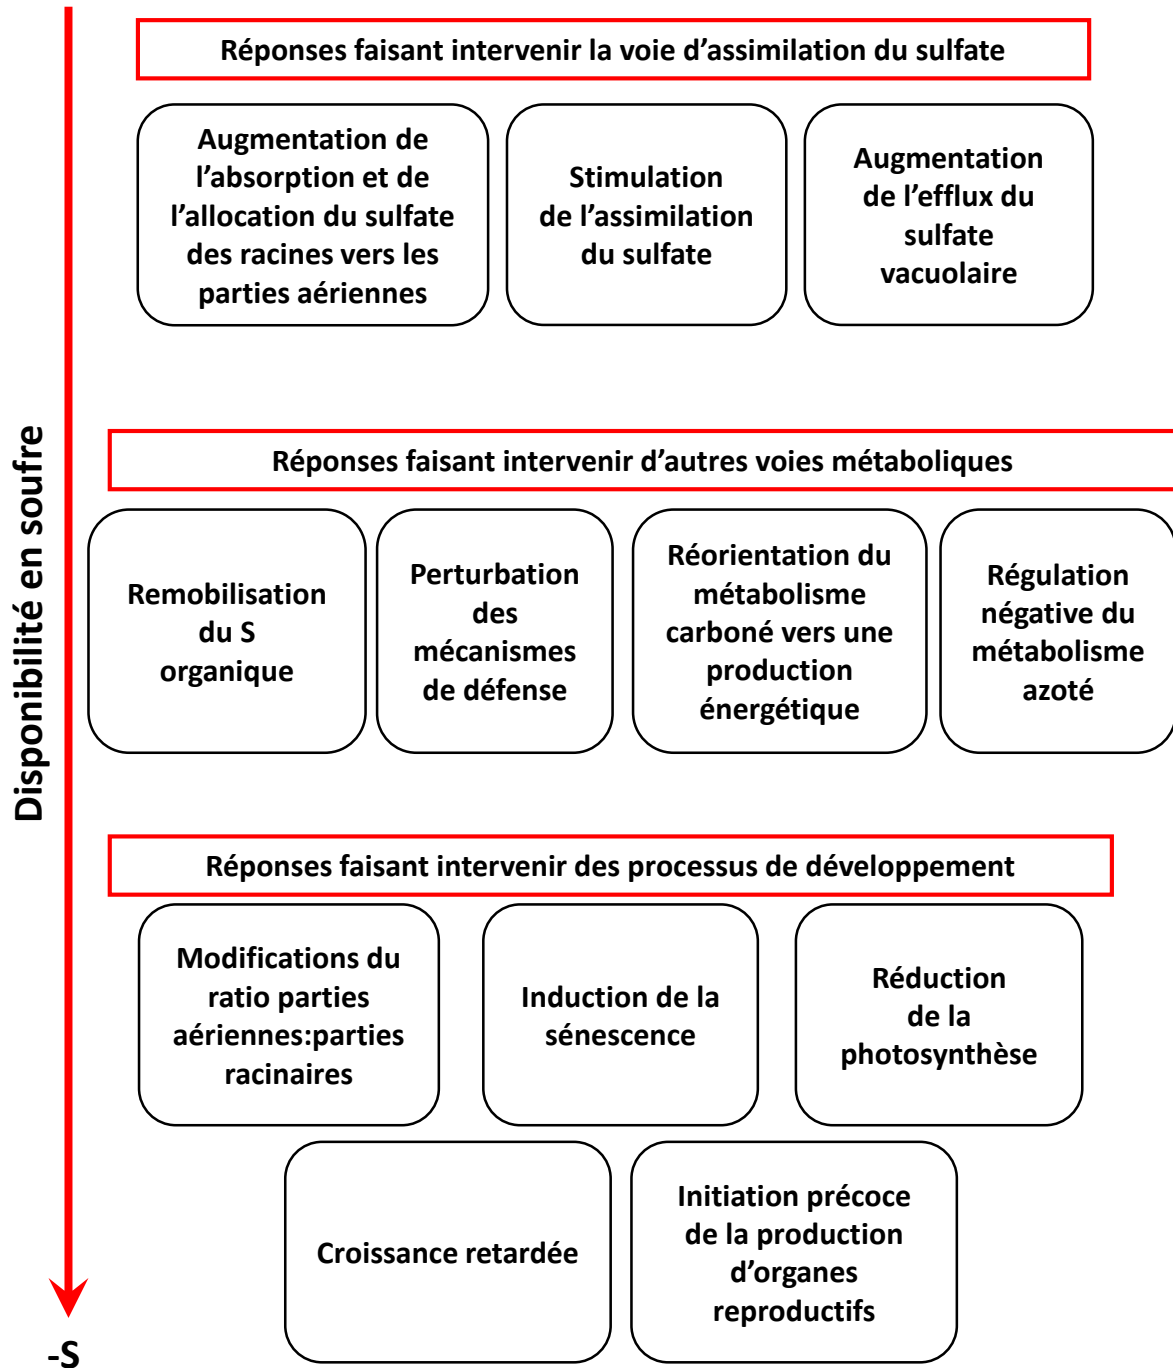 Réponses faisant intervenir la voie d’assimilation du sulfate
Augmentation de
l’absorption et de
l’allocation du sulfate
des racines vers les
parties aériennes
Stimulation
de l’assimilation
du sulfate
Augmentation
de l’efflux du
sulfate
vacuolaire
Disponibilité en soufre
Réponses faisant intervenir d’autres voies métaboliques
Remobilisation
du S
organique
Perturbation
des
mécanismes
de défense
Réorientation du
métabolisme
carboné vers une
production
énergétique
Régulation
négative du
métabolisme
azoté
Réponses faisant intervenir des processus de développement
Modifications du
ratio parties
aériennes:parties
racinaires
Induction de la
sénescence
Réduction
de la
photosynthèse
Croissance retardée
Initiation précoce
de la production
d’organes
reproductifs
-S